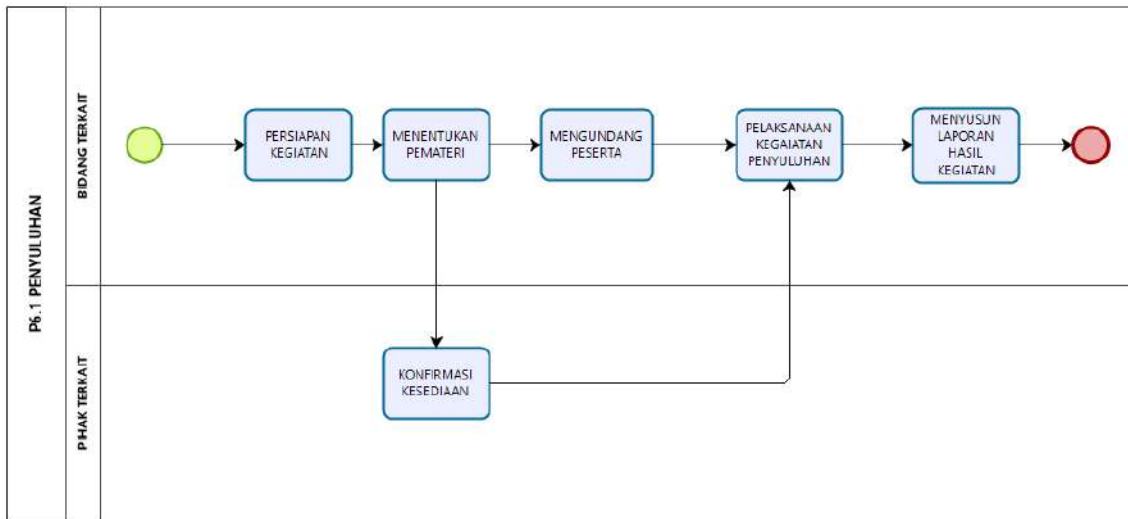 P6.1 PENYULUHAN
BIDANG TERKAIT
PERSIAPAN
KEGIATAN
MENENTUKAN
PEMATERI
MENGUNDANG
PESERTA
PELAKSANAAN
KEGAIATAN
PENYULUHAN
MENYUSUN
LAPORAN
HASIL
KEGIATAN
PIHAK TERKAIT
KONFIRMASI
KESEDIAAN